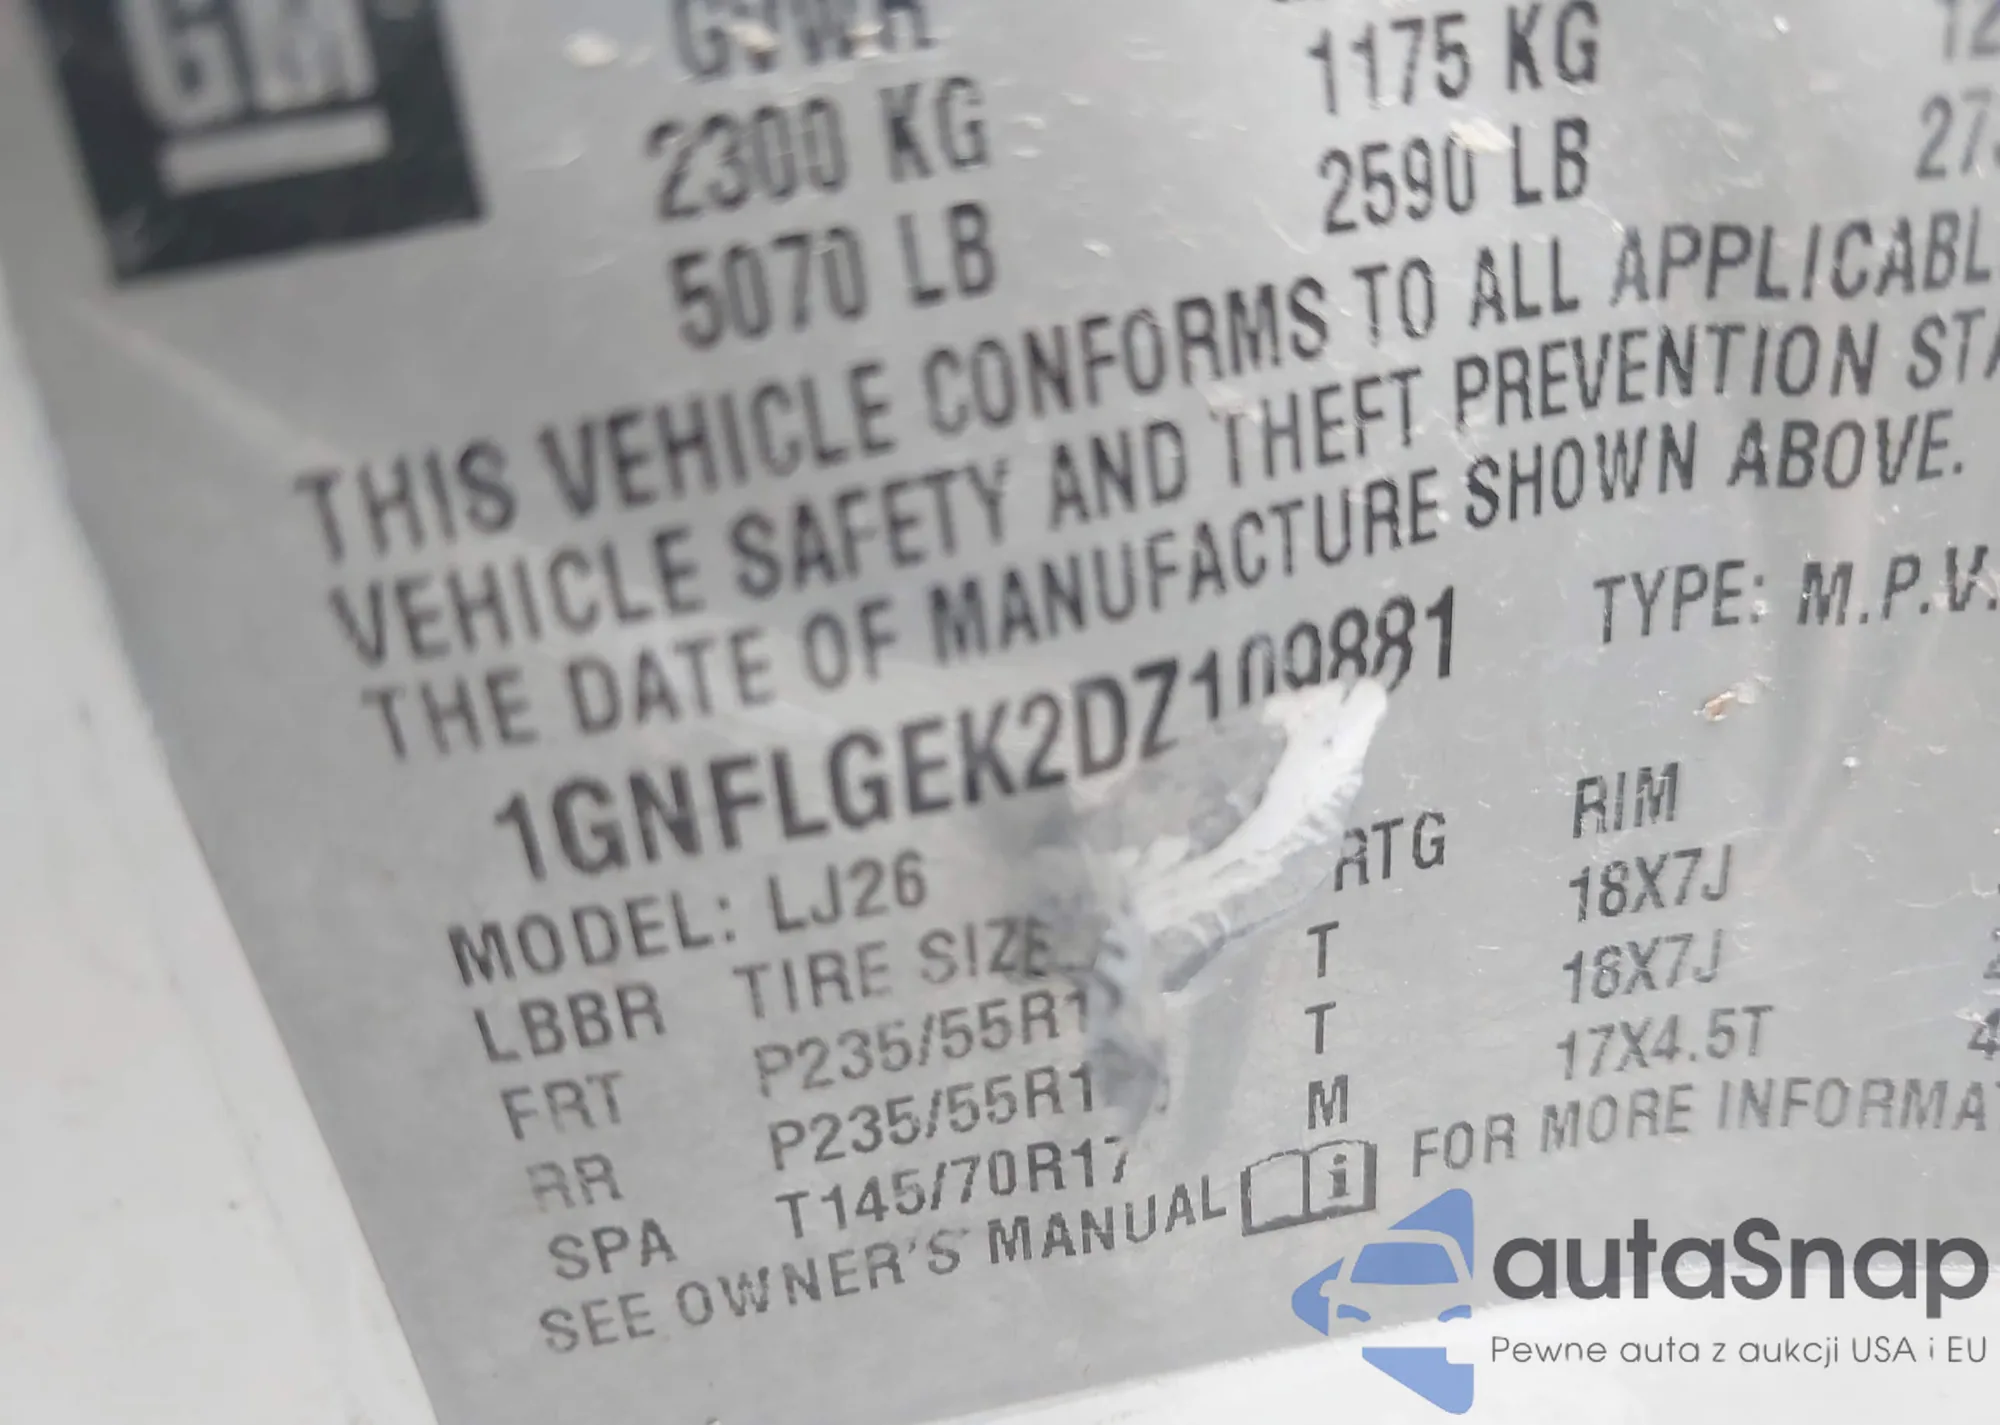 GM
GVWR
2300 KG
5070 LB
1175 KG
2590 LB
THIS VEHICLE CONFORMS TO ALL APPLICABL
VEHICLE SAFETY AND THEFT PREVENTION STA
THE DATE OF MANUFACTURE SHOWN ABOVE.
1GNFLGEK2DZ109881 TYPE: M.P.V.
MODEL: LJ26
LBBR TIRE SIZE RTG RIM
FRT P235/55R1 T 18X7J
RR P235/55R1 T 18X7J
SPA T145/70R17 M 17X4.5T
SEE OWNER'S MANUAL i FOR MORE INFORMA
autaSnap
Pewne auta z aukcji USA i EU